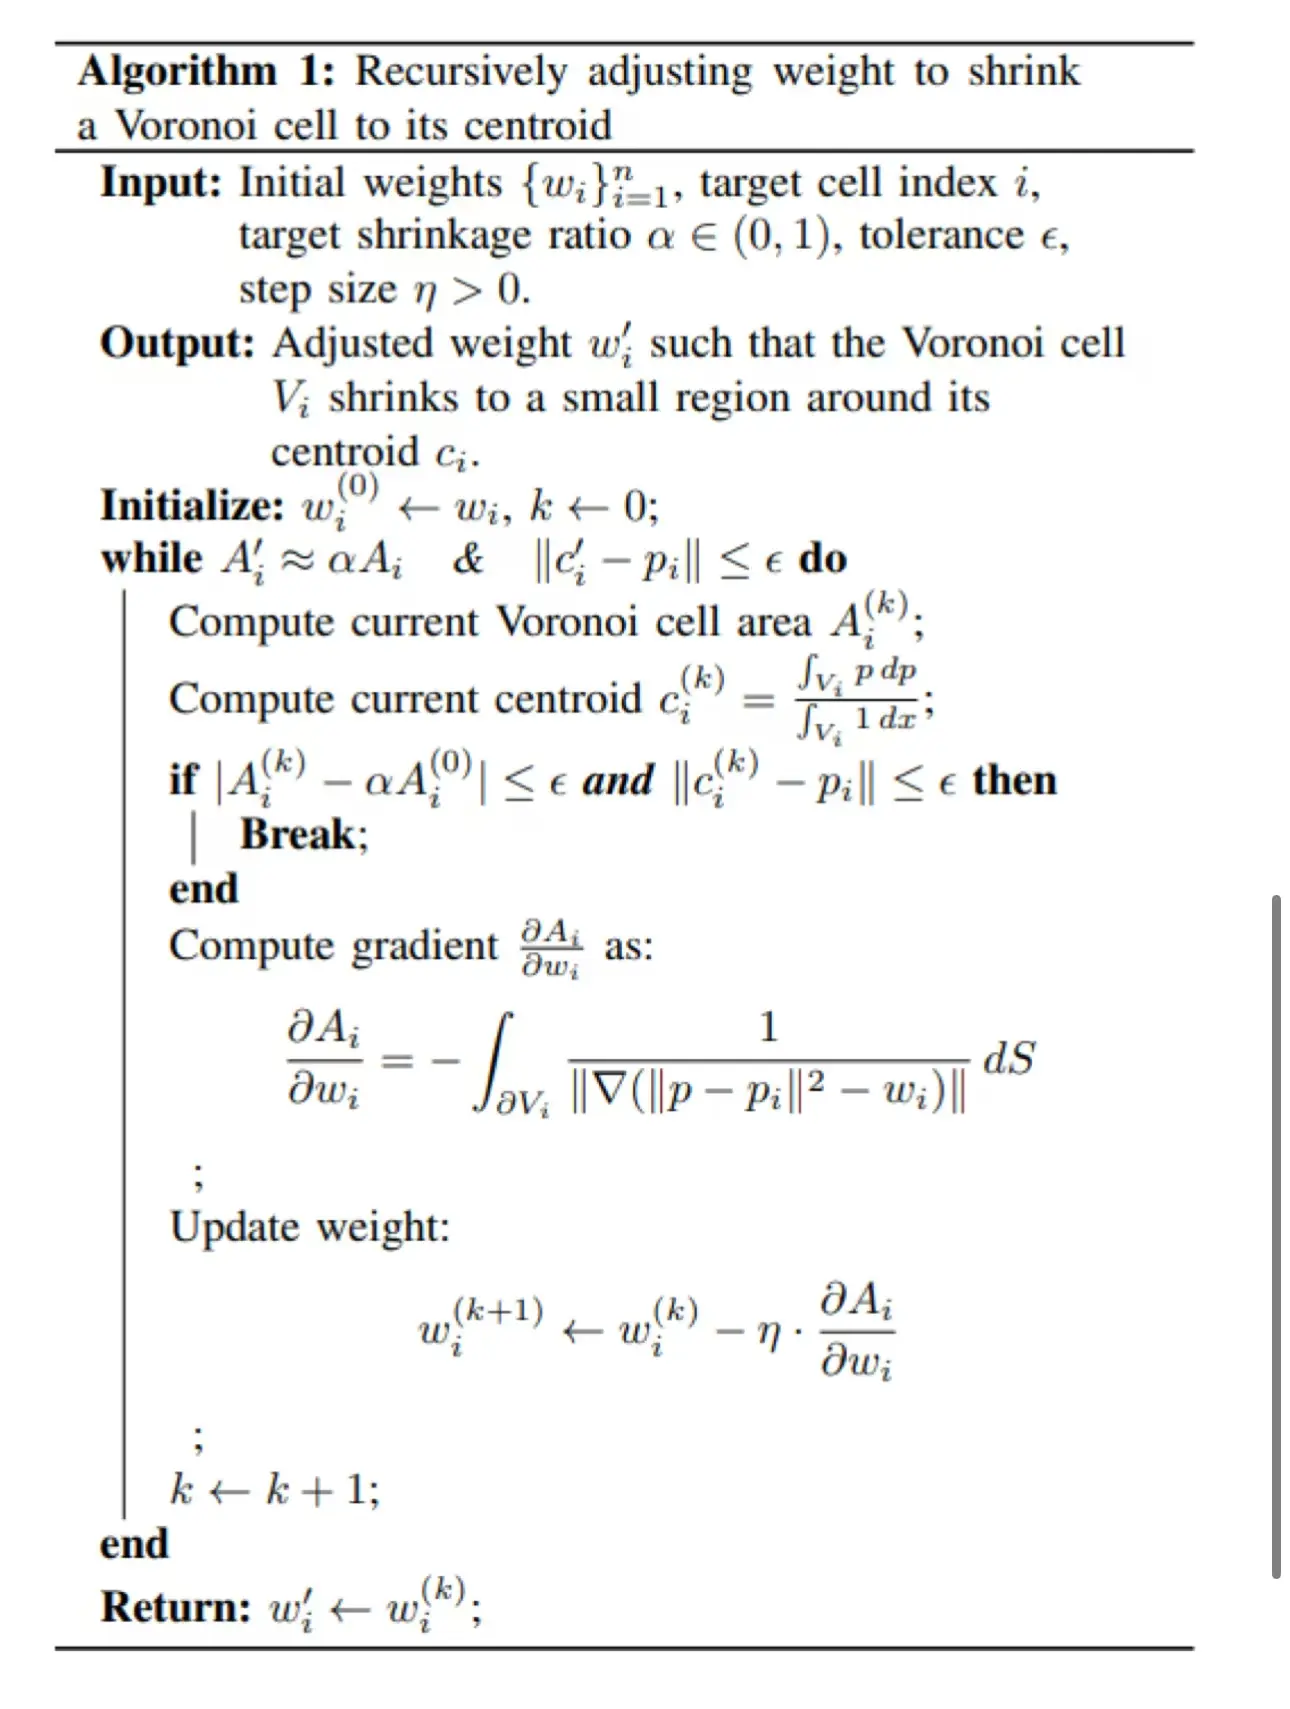 Algorithm 1: Recursively adjusting weight to shrink
a Voronoi cell to its centroid
Input: Initial weights $\{w_i\}_{i=1}^n$, target cell index $i$,
target shrinkage ratio $\alpha \in (0, 1)$, tolerance $\epsilon$,
step size $\eta > 0$.
Output: Adjusted weight $w_i'$ such that the Voronoi cell
$V_i$ shrinks to a small region around its
centroid $c_i$.
Initialize: $w_i^{(0)} \leftarrow w_i$, $k \leftarrow 0$;
while $A_i' \approx \alpha A_i$ & $\|c_i' - p_i\| \leq \epsilon$ do
Compute current Voronoi cell area $A_i^{(k)}$;
Compute current centroid $c_i^{(k)} = \frac{\int_{V_i} p \, dp}{\int_{V_i} 1 \, dx}$;
if $|A_i^{(k)} - \alpha A_i^{(0)}| \leq \epsilon$ and $\|c_i^{(k)} - p_i\| \leq \epsilon$ then
Break;
end
Compute gradient $\frac{\partial A_i}{\partial w_i}$ as:
$\frac{\partial A_i}{\partial w_i} = - \int_{\partial V_i} \frac{1}{\|\nabla(\|p - p_i\|^2 - w_i)\|} \, dS$
;
Update weight:
$w_i^{(k+1)} \leftarrow w_i^{(k)} - \eta \cdot \frac{\partial A_i}{\partial w_i}$
;
$k \leftarrow k + 1$;
end
Return: $w_i' \leftarrow w_i^{(k)}$;